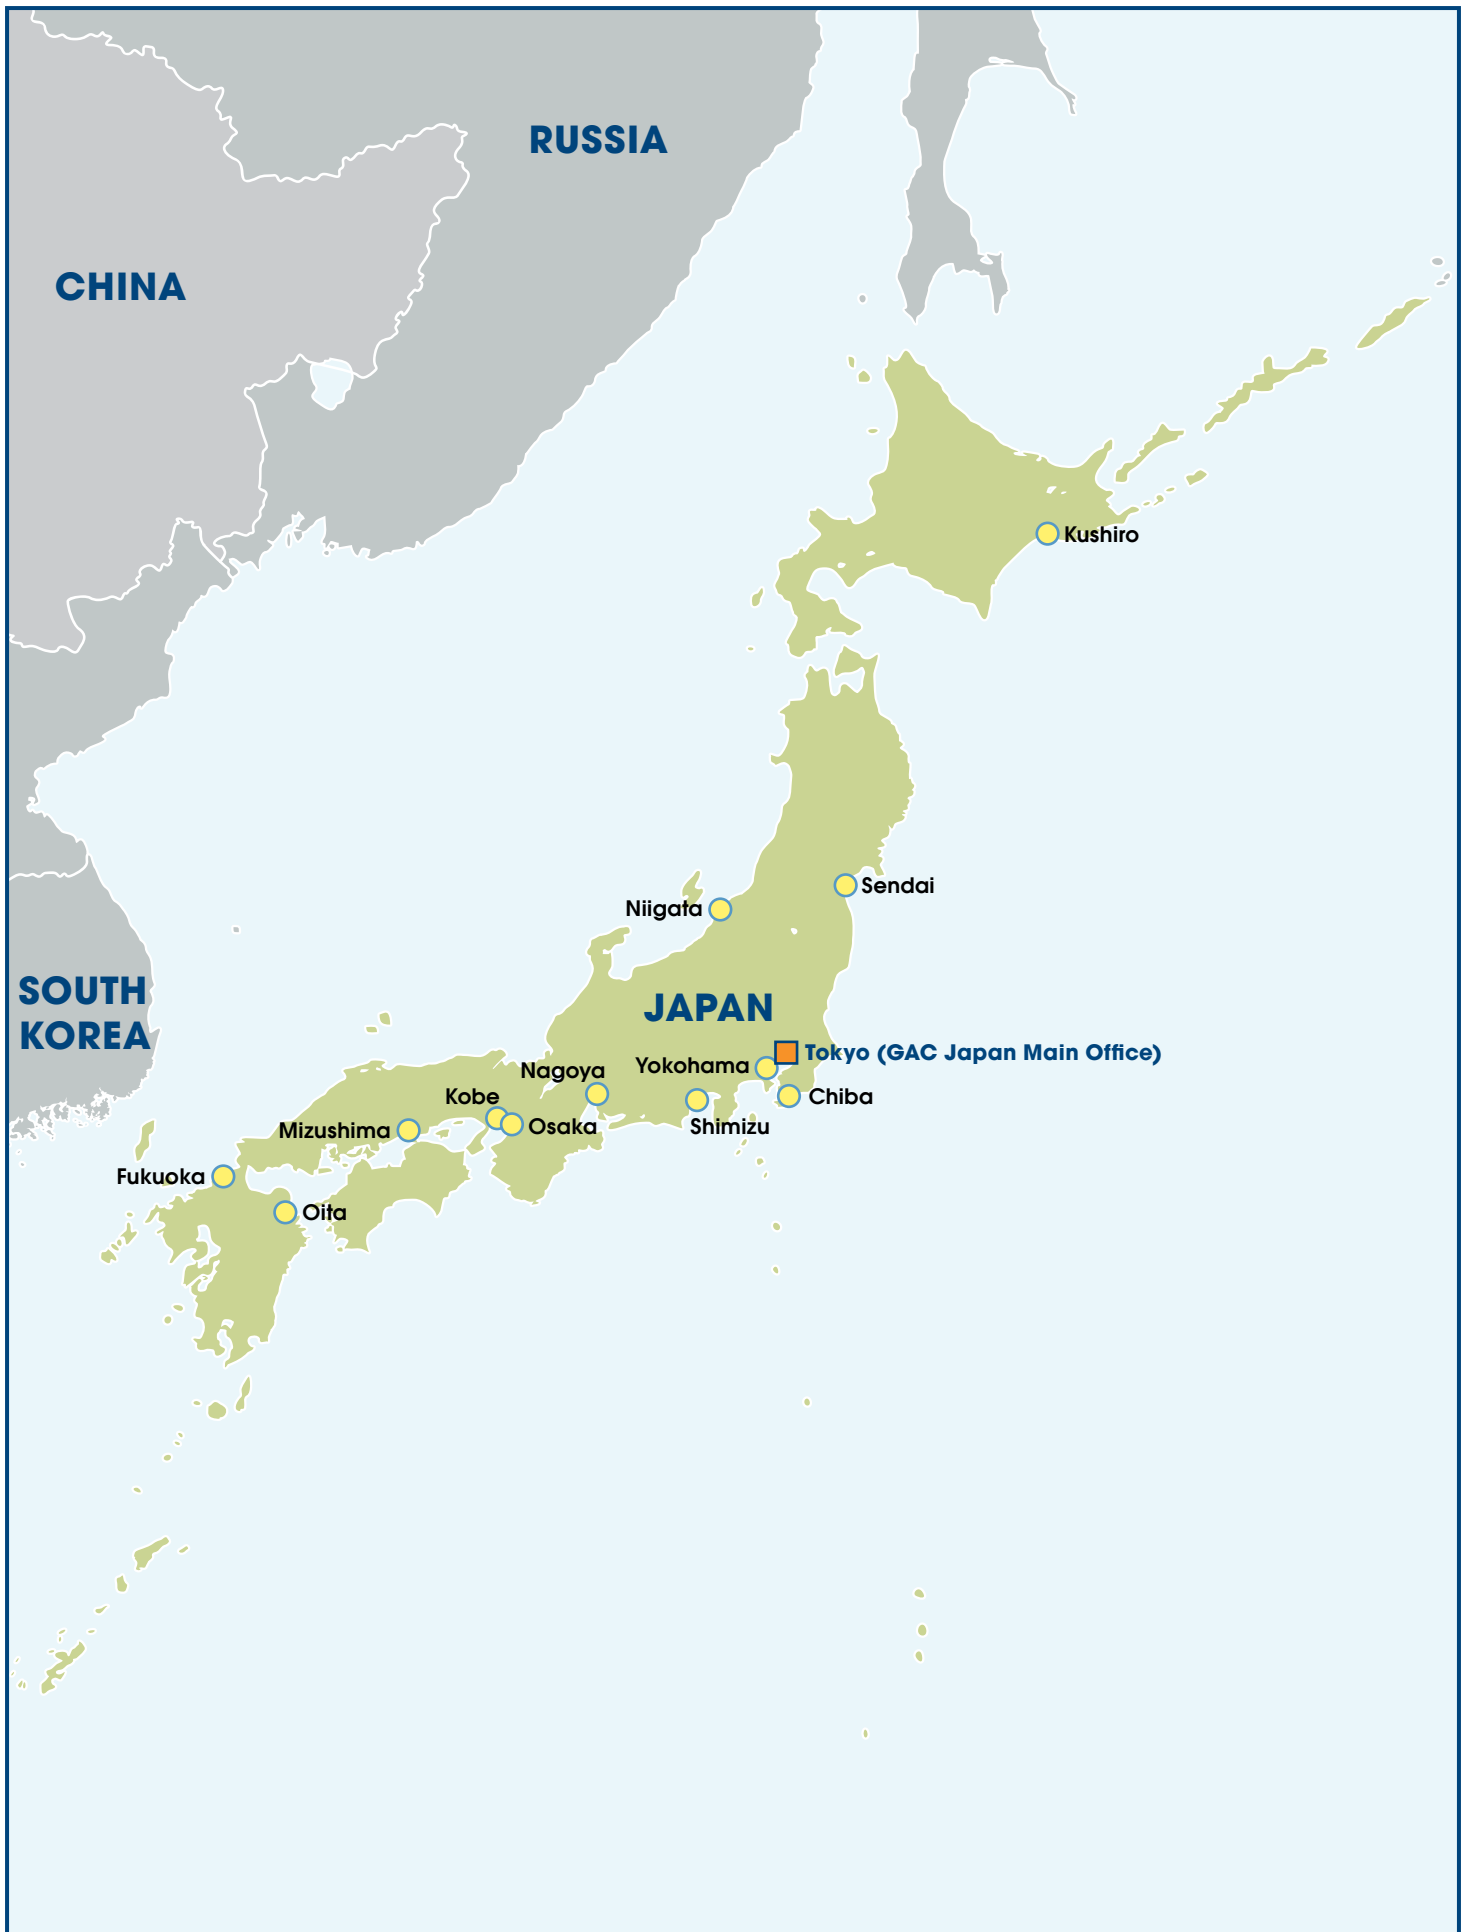 RUSSIA
CHINA
Kushiro
Sendai
Niigata
SOUTH
KOREA
JAPAN
Tokyo (GAC Japan Main Office)
Yokohama
Nagoya
Kobe
Chiba
Osaka
Shimizu
Mizushima
Fukuoka
Oita